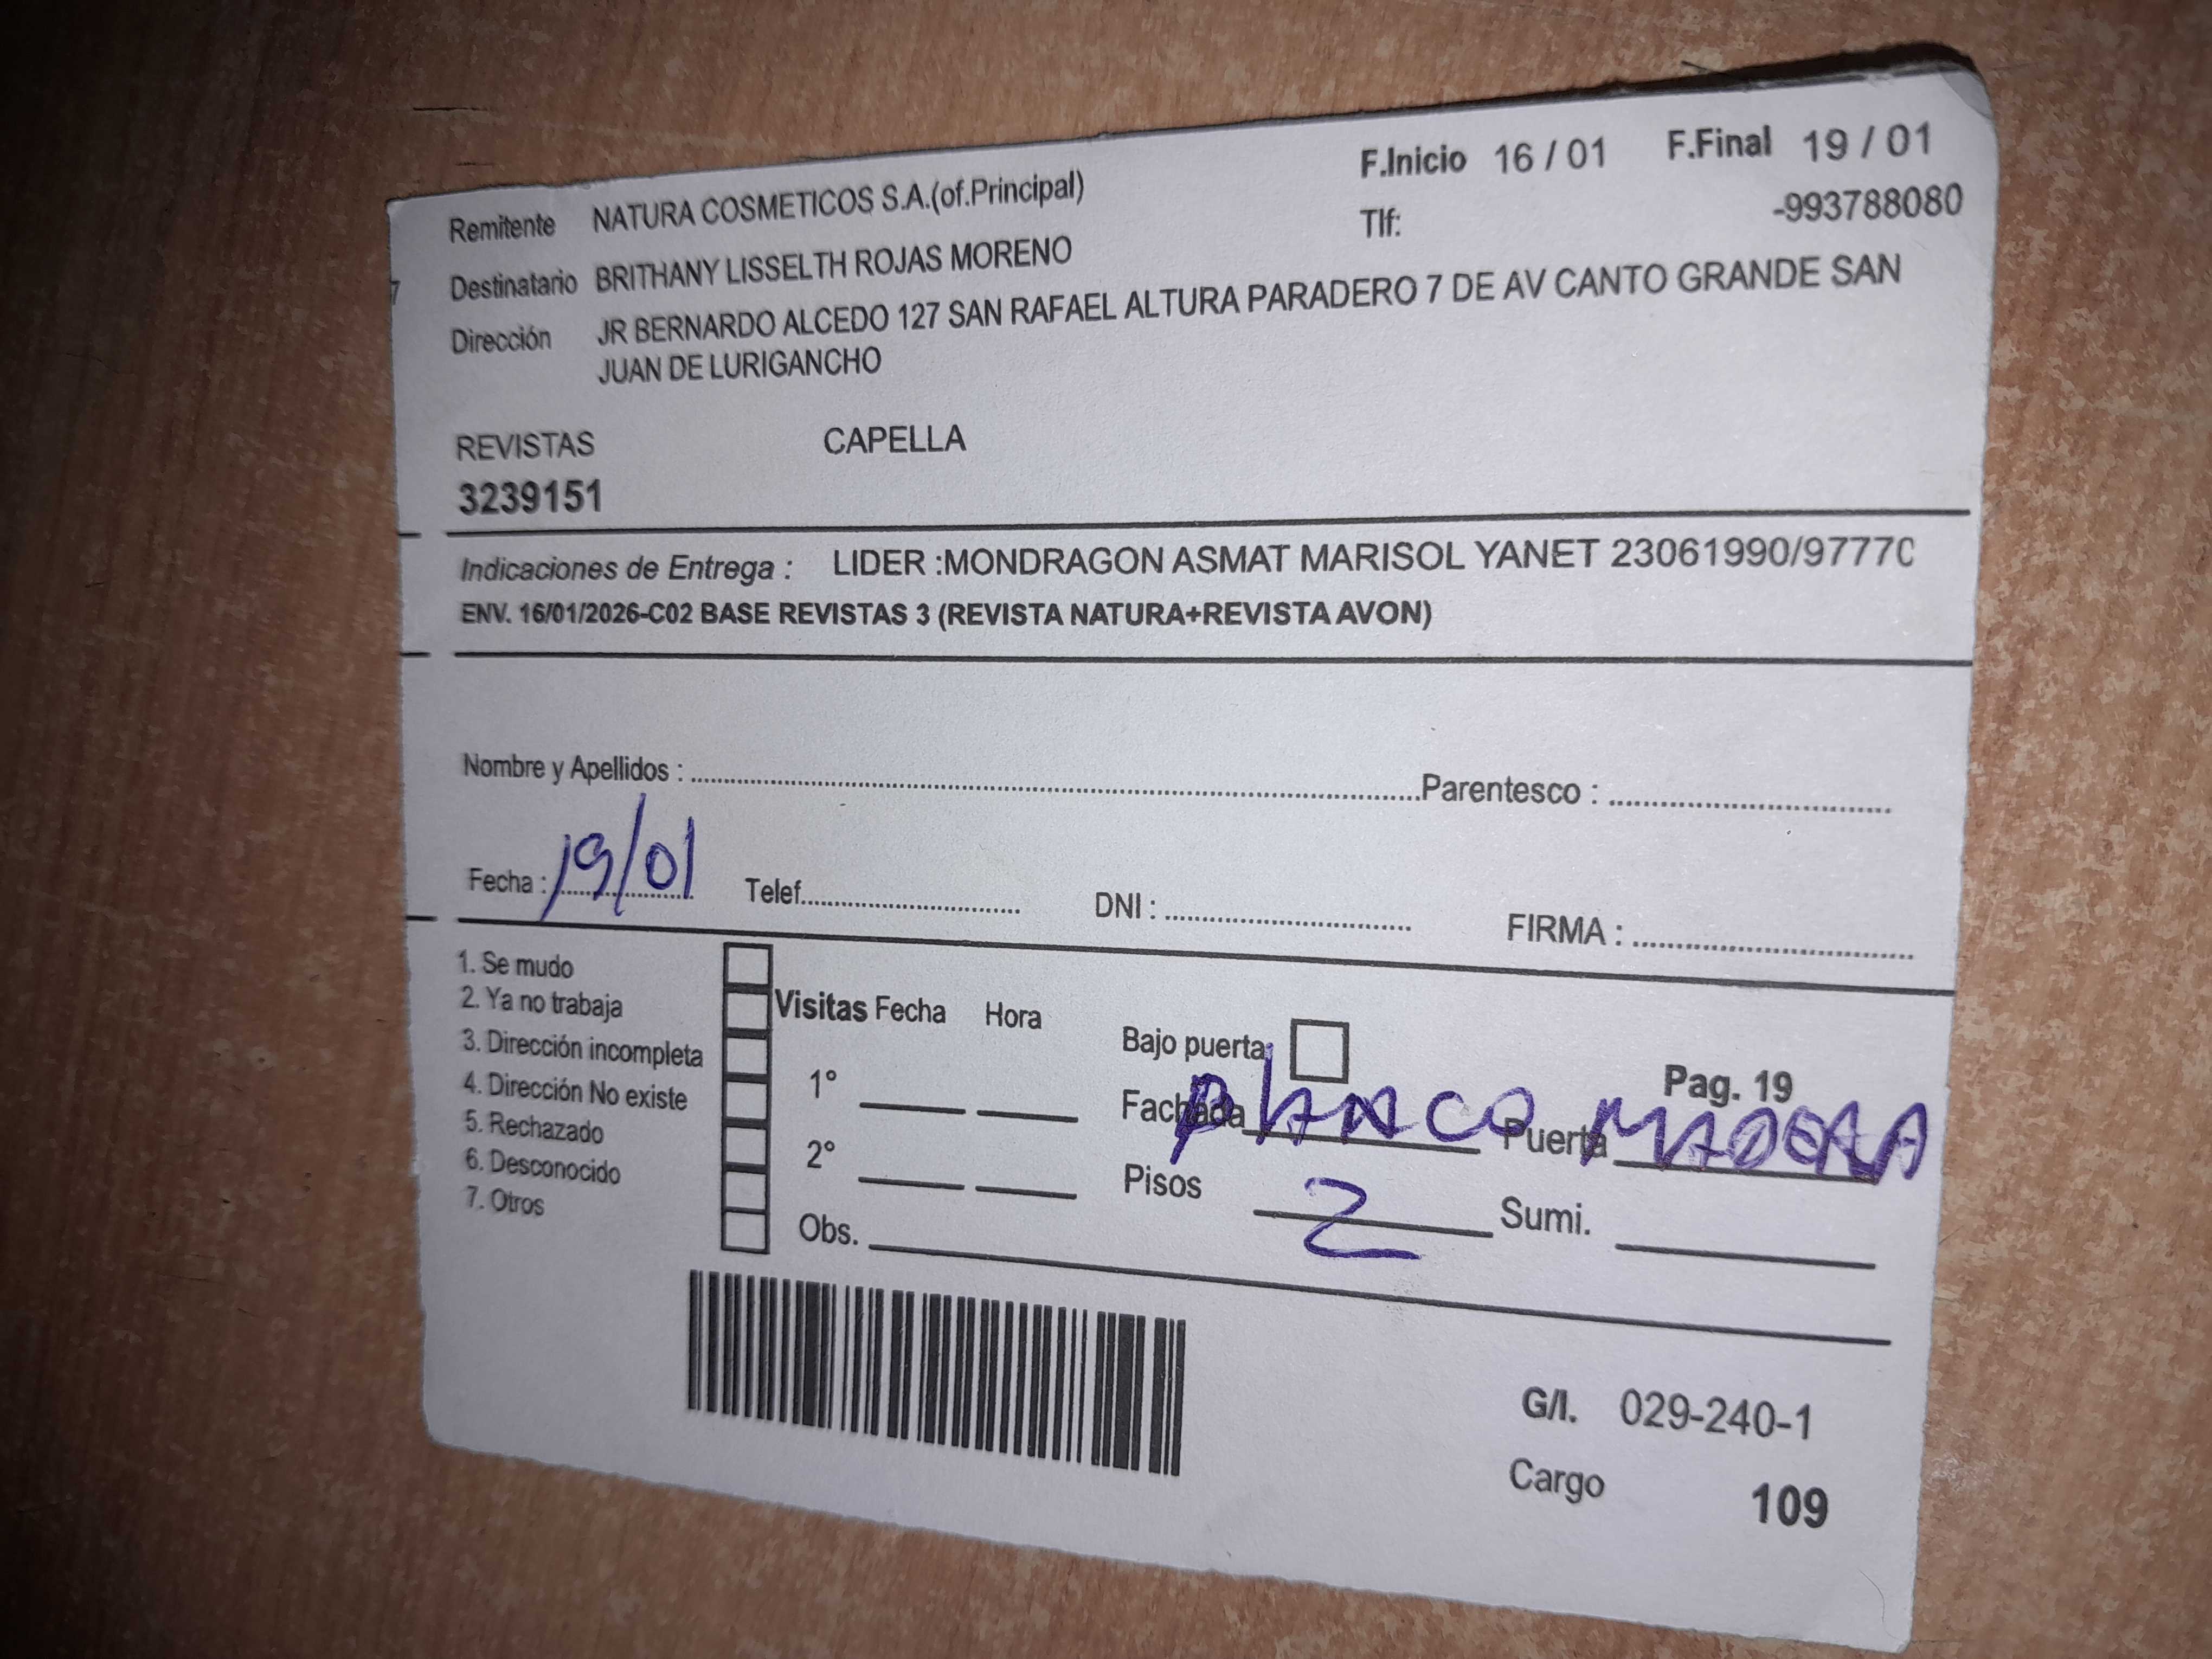 F.Inicio 16 / 01 F.Final 19 / 01
Remitente NATURA COSMETICOS S.A.(of.Principal) Tlf: -993788080
Destinatario BRITHANY LISSELTH ROJAS MORENO
Dirección JR BERNARDO ALCEDO 127 SAN RAFAEL ALTURA PARADERO 7 DE AV CANTO GRANDE SAN
JUAN DE LURIGANCHO
REVISTAS CAPELLA
3239151
Indicaciones de Entrega : LIDER :MONDRAGON ASMAT MARISOL YANET 23061990/9777
ENV. 16/01/2026-C02 BASE REVISTAS 3 (REVISTA NATURA+REVISTA AVON)
Nombre y Apellidos : Parentesco :
Fecha : 19/01 Telef. DNI : FIRMA :
1. Se mudo
2. Ya no trabaja
3. Dirección incompleta
4. Dirección No existe
5. Rechazado
6. Desconocido
7. Otros
Visitas Fecha Hora
1°
2°
Obs.
Bajo puerta
Pag. 19
Fachada blanco Puerta MADERA
Pisos 2 Sumi.
G/I. 029-240-1
Cargo 109